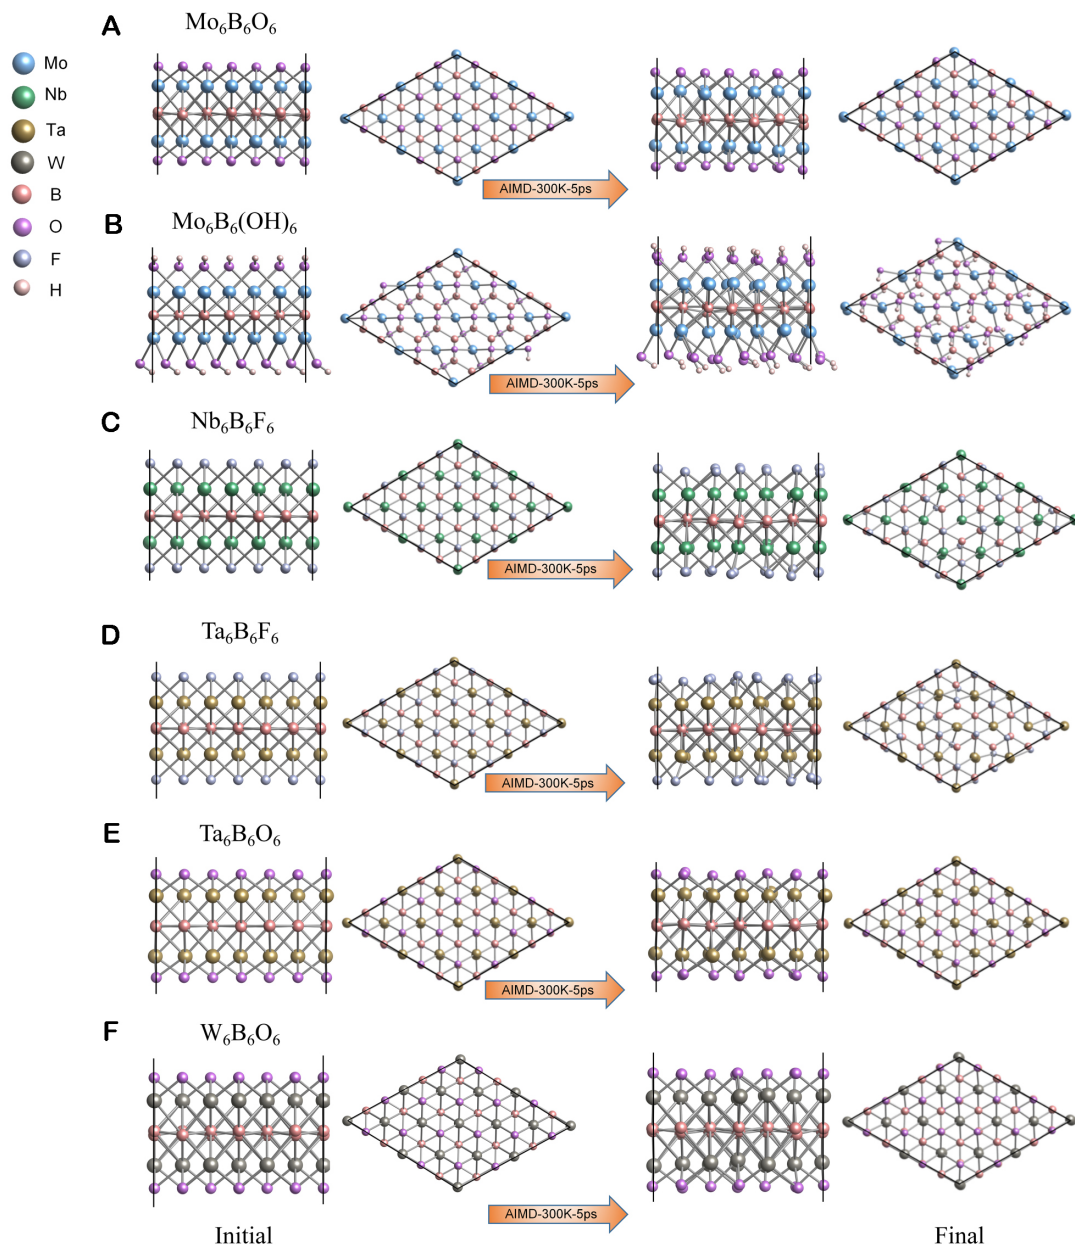 A
Mo₆B₆O₆
Mo
Nb
Ta
W
B
O
F
H
AIMD-300K-5ps
B
Mo₆B₆(OH)₆
AIMD-300K-5ps
C
Nb₆B₆F₆
AIMD-300K-5ps
D
Ta₆B₆F₆
AIMD-300K-5ps
E
Ta₆B₆O₆
AIMD-300K-5ps
F
W₆B₆O₆
AIMD-300K-5ps
Initial
Final